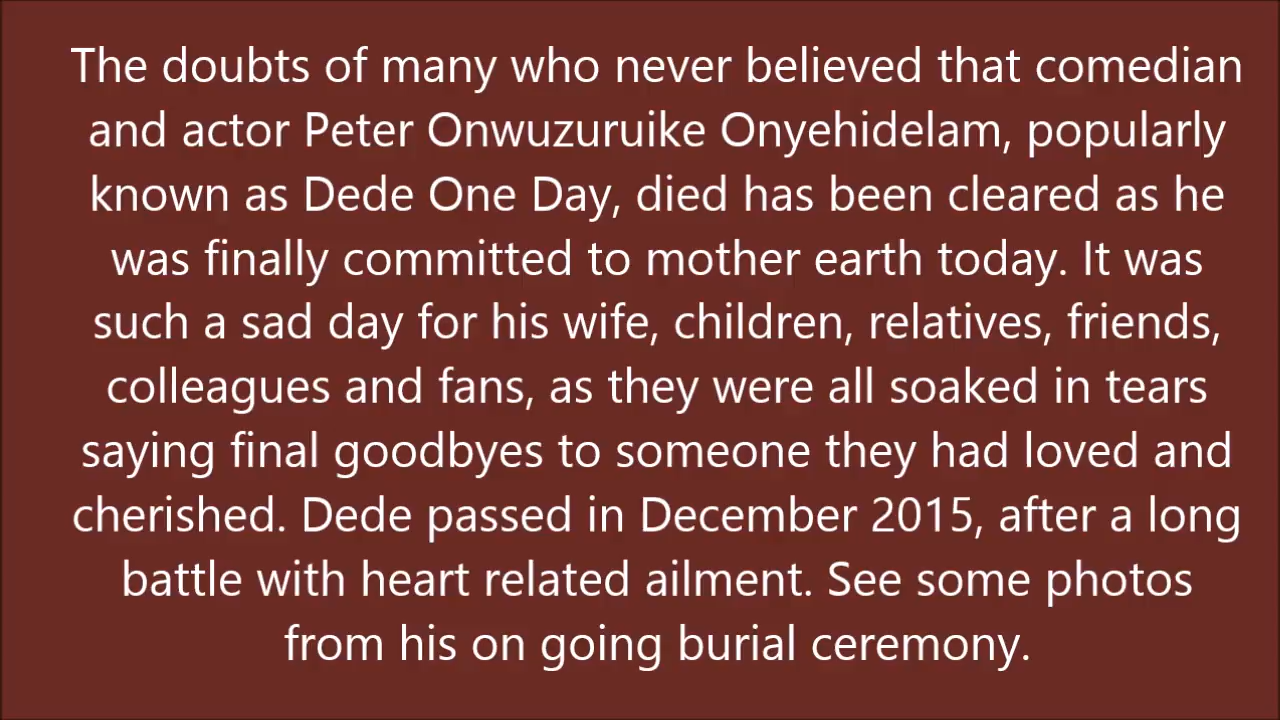 The doubts of many who never believed that comedian
and actor Peter Onwuzuruike Onyehidelam, popularly
known as Dede One Day, died has been cleared as he
was finally committed to mother earth today. It was
such a sad day for his wife, children, relatives, friends,
colleagues and fans, as they were all soaked in tears
saying final goodbyes to someone they had loved and
cherished. Dede passed in December 2015, after a long
battle with heart related ailment. See some photos
from his on going burial ceremony.